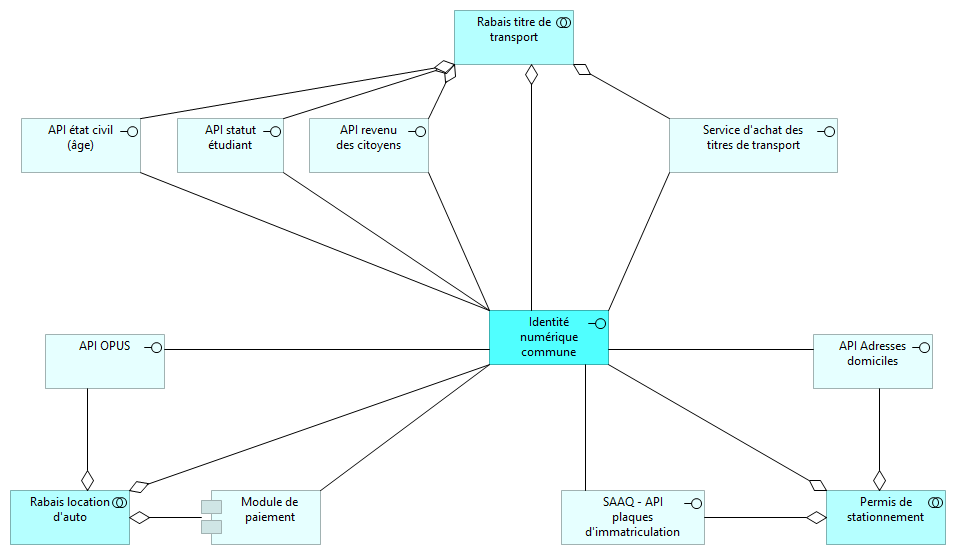 Rabais titre de
transport
API état civil
(âge)
API statut
étudiant
API revenu
des citoyens
Service d'achat des
titres de transport
Identité
numérique
commune
API OPUS
API Adresses
domiciles
Rabais location
d'auto
Module de
paiement
SAAQ - API
plaques
d'immatriculation
Permis de
stationnement